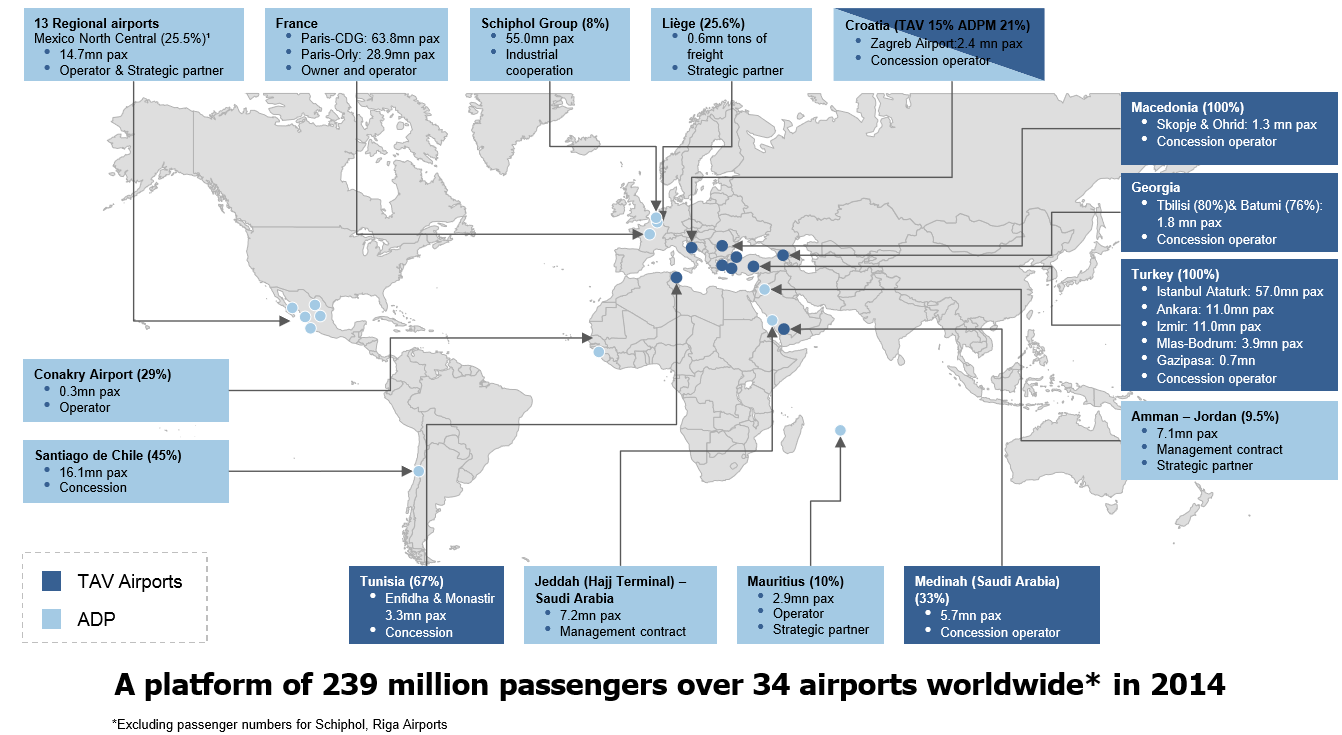 13 Regional airports
Mexico North Central (25.5%)¹
• 14.7mn pax
• Operator & Strategic partner
France
• Paris-CDG: 63.8mn pax
• Paris-Orly: 28.9mn pax
• Owner and operator
Schiphol Group (8%)
• 55.0mn pax
• Industrial
cooperation
Liège (25.6%)
• 0.6mn tons of
freight
• Strategic partner
Croatia (TAV 15% ADPM 21%)
• Zagreb Airport:2.4 mn pax
• Concession operator
Macedonia (100%)
• Skopje & Ohrid: 1.3 mn pax
• Concession operator
Georgia
• Tbilisi (80%)& Batumi (76%):
1.8 mn pax
• Concession operator
Turkey (100%)
• Istanbul Ataturk: 57.0mn pax
• Ankara: 11.0mn pax
• Izmir: 11.0mn pax
• Mlas-Bodrum: 3.9mn pax
• Gazipasa: 0.7mn
• Concession operator
Conakry Airport (29%)
• 0.3mn pax
• Operator
Amman – Jordan (9.5%)
• 7.1mn pax
• Management contract
• Strategic partner
Santiago de Chile (45%)
• 16.1mn pax
• Concession
TAV Airports
ADP
Tunisia (67%)
• Enfidha & Monastir
3.3mn pax
• Concession
Jeddah (Hajj Terminal) –
Saudi Arabia
• 7.2mn pax
• Management contract
Mauritius (10%)
• 2.9mn pax
• Operator
• Strategic partner
Medinah (Saudi Arabia)
(33%)
• 5.7mn pax
• Concession operator
A platform of 239 million passengers over 34 airports worldwide* in 2014
*Excluding passenger numbers for Schiphol, Riga Airports